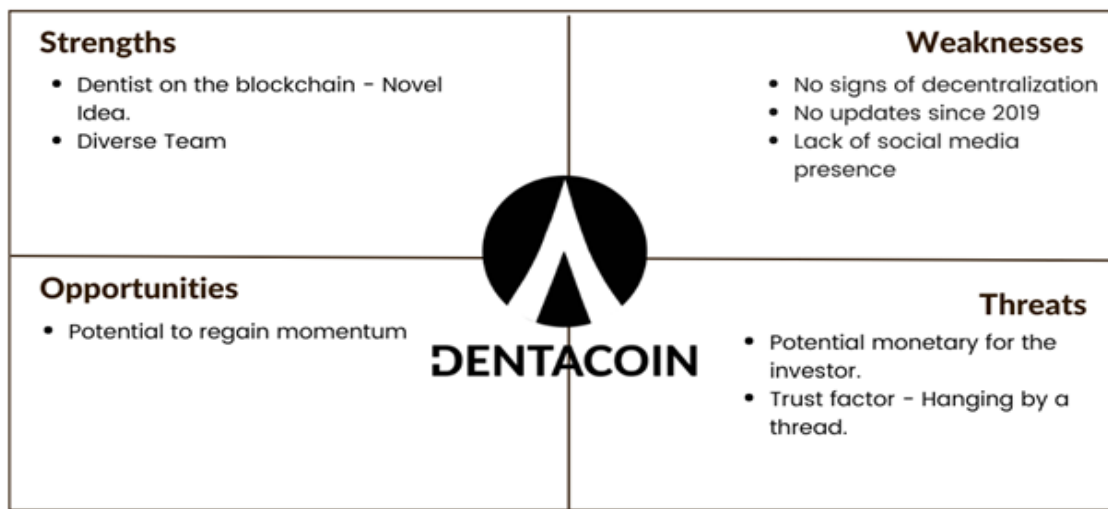 Strengths
• Dentist on the blockchain - Novel
Idea.
• Diverse Team
Weaknesses
• No signs of decentralization
• No updates since 2019
• Lack of social media
presence
Opportunities
• Potential to regain momentum
DENTACOIN
Threats
• Potential monetary for the
investor.
• Trust factor - Hanging by a
thread.